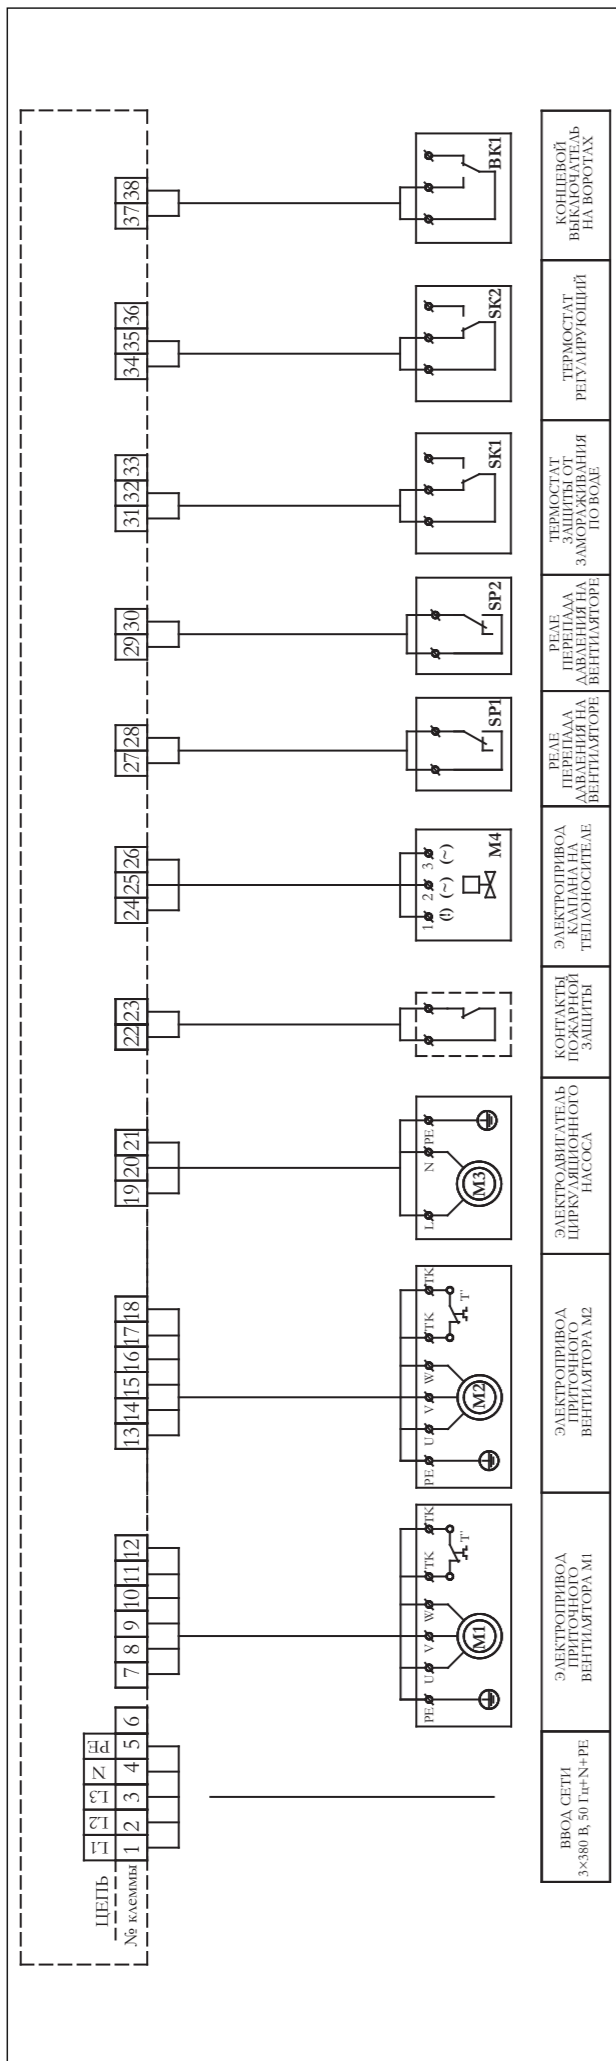 ЦЕПЬ
L1 L2 L3 N PE
№ клеммы
1 2 3 4 5 6
7 8 9 10 11 12
13 14 15 16 17 18
19 20 21
22 23
24 25 26
27 28
29 30
31 32 33
34 35 36
37 38
PE U V W TK TK
M1
T°
PE U V W TK TK
M2
T°
L N PE
M3
1 2 3
(!) (~) (~)
M4
SP1
SP2
SK1
SK2
BK1
ВВОД СЕТИ
3×380 В, 50 Гц+N+PE
ЭЛЕКТРОПРИВОД
ПРИТОЧНОГО
ВЕНТИЛЯТОРА М1
ЭЛЕКТРОПРИВОД
ПРИТОЧНОГО
ВЕНТИЛЯТОРА М2
ЭЛЕКТРОДВИГАТЕЛЬ
ЦИРКУЛЯЦИОННОГО
НАСОСА
КОНТАКТЫ
ПОЖАРНОЙ
ЗАЩИТЫ
ЭЛЕКТРОПРИВОД
КЛАПАНА НА
ТЕПЛОНОСИТЕЛЕ
РЕЛЕ
ПЕРЕПАДА
ДАВЛЕНИЯ НА
ВЕНТИЛЯТОРЕ
РЕЛЕ
ПЕРЕПАДА
ДАВЛЕНИЯ НА
ВЕНТИЛЯТОРЕ
ТЕРМОСТАТ
ЗАЩИТЫ ОТ
ЗАМОРАЖИВАНИЯ
ПО ВОДЕ
ТЕРМОСТАТ
РЕГУЛИРУЮЩИЙ
КОНЦЕВОЙ
ВЫКЛЮЧАТЕЛЬ
НА ВОРОТАХ